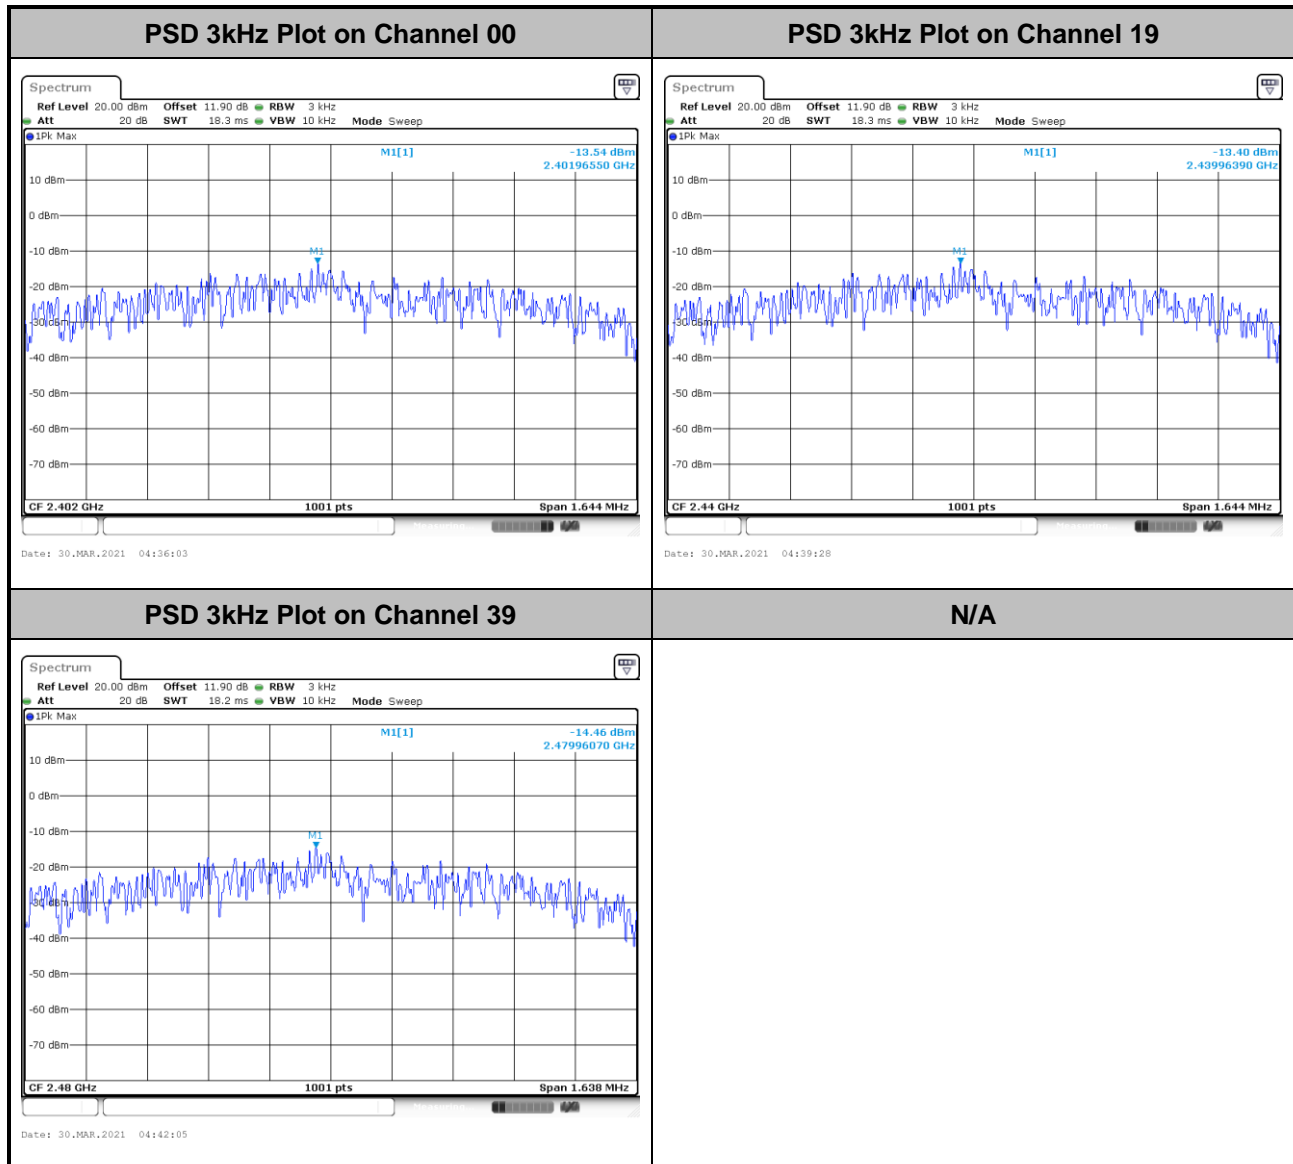 PSD 3kHz Plot on Channel 00
PSD 3kHz Plot on Channel 19
Spectrum
Ref Level 20.00 dBm Offset 11.90 dB RBW 3 kHz
Att 20 dB SWT 18.3 ms VBW 10 kHz Mode Sweep
1Pk Max
M1[1] -13.54 dBm
2.40196550 GHz
10 dBm
0 dBm
-10 dBm
M1
-20 dBm
-30 dBm
-40 dBm
-50 dBm
-60 dBm
-70 dBm
CF 2.402 GHz 1001 pts Span 1.644 MHz
Measuring...
Date: 30.MAR.2021 04:36:03
Spectrum
Ref Level 20.00 dBm Offset 11.90 dB RBW 3 kHz
Att 20 dB SWT 18.3 ms VBW 10 kHz Mode Sweep
1Pk Max
M1[1] -13.40 dBm
2.43996390 GHz
10 dBm
0 dBm
-10 dBm
M1
-20 dBm
-30 dBm
-40 dBm
-50 dBm
-60 dBm
-70 dBm
CF 2.44 GHz 1001 pts Span 1.644 MHz
Measuring...
Date: 30.MAR.2021 04:39:28
PSD 3kHz Plot on Channel 39
N/A
Spectrum
Ref Level 20.00 dBm Offset 11.90 dB RBW 3 kHz
Att 20 dB SWT 18.2 ms VBW 10 kHz Mode Sweep
1Pk Max
M1[1] -14.46 dBm
2.47996070 GHz
10 dBm
0 dBm
-10 dBm
M1
-20 dBm
-30 dBm
-40 dBm
-50 dBm
-60 dBm
-70 dBm
CF 2.48 GHz 1001 pts Span 1.638 MHz
Measuring...
Date: 30.MAR.2021 04:42:05